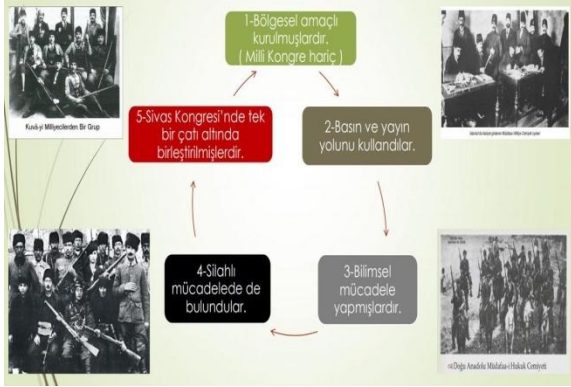 1-Bölgesel amaçlı
kurulmuşlardır.
( Milli Kongre hariç )
2-Basın ve yayın
yolunu kullandılar.
3-Bilimsel
mücadele
yapmışlardır.
4-Silahlı
mücadelede de
bulundular.
5-Sivas Kongresi'nde tek
bir çatı altında
birleştirilmişlerdir.
Kuvâ-yi Milliyecilerden Bir Grup
Doğu Anadolu Müdafaa-i Hukuk Cemiyeti